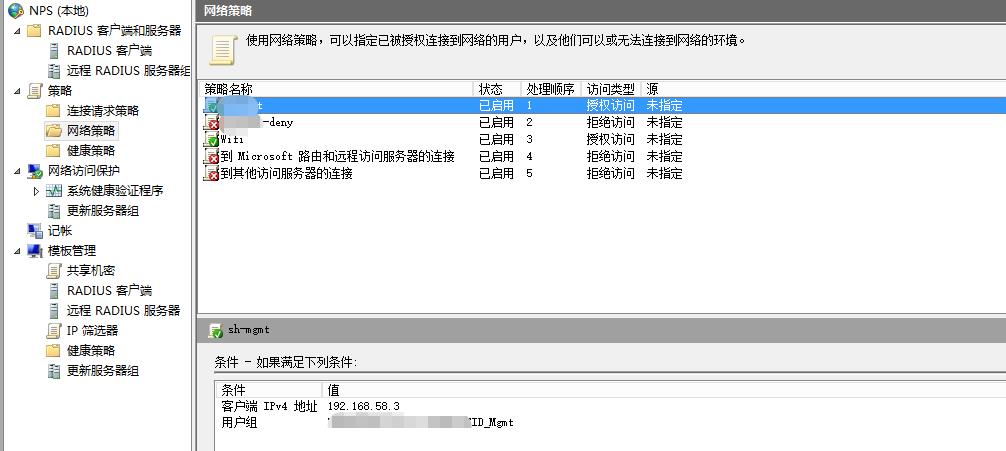 NPS (本地)
RADIUS 客户端和服务器
RADIUS 客户端
远程 RADIUS 服务器组
策略
连接请求策略
网络策略
健康策略
网络访问保护
系统健康验证程序
更新服务器组
记帐
模板管理
共享机密
RADIUS 客户端
远程 RADIUS 服务器
IP 筛选器
健康策略
更新服务器组
网络策略
使用网络策略，可以指定已被授权连接到网络的用户，以及他们可以或无法连接到网络的环境。
策略名称 状态 处理顺序 访问类型 源
t 已启用 1 授权访问 未指定
-deny 已启用 2 拒绝访问 未指定
Wifi 已启用 3 授权访问 未指定
到 Microsoft 路由和远程访问服务器的连接 已启用 4 拒绝访问 未指定
到其他访问服务器的连接 已启用 5 拒绝访问 未指定
sh-mgmt
条件 - 如果满足下列条件:
条件 值
客户端 IPv4 地址 192.168.58.3
用户组 ID_Mgmt